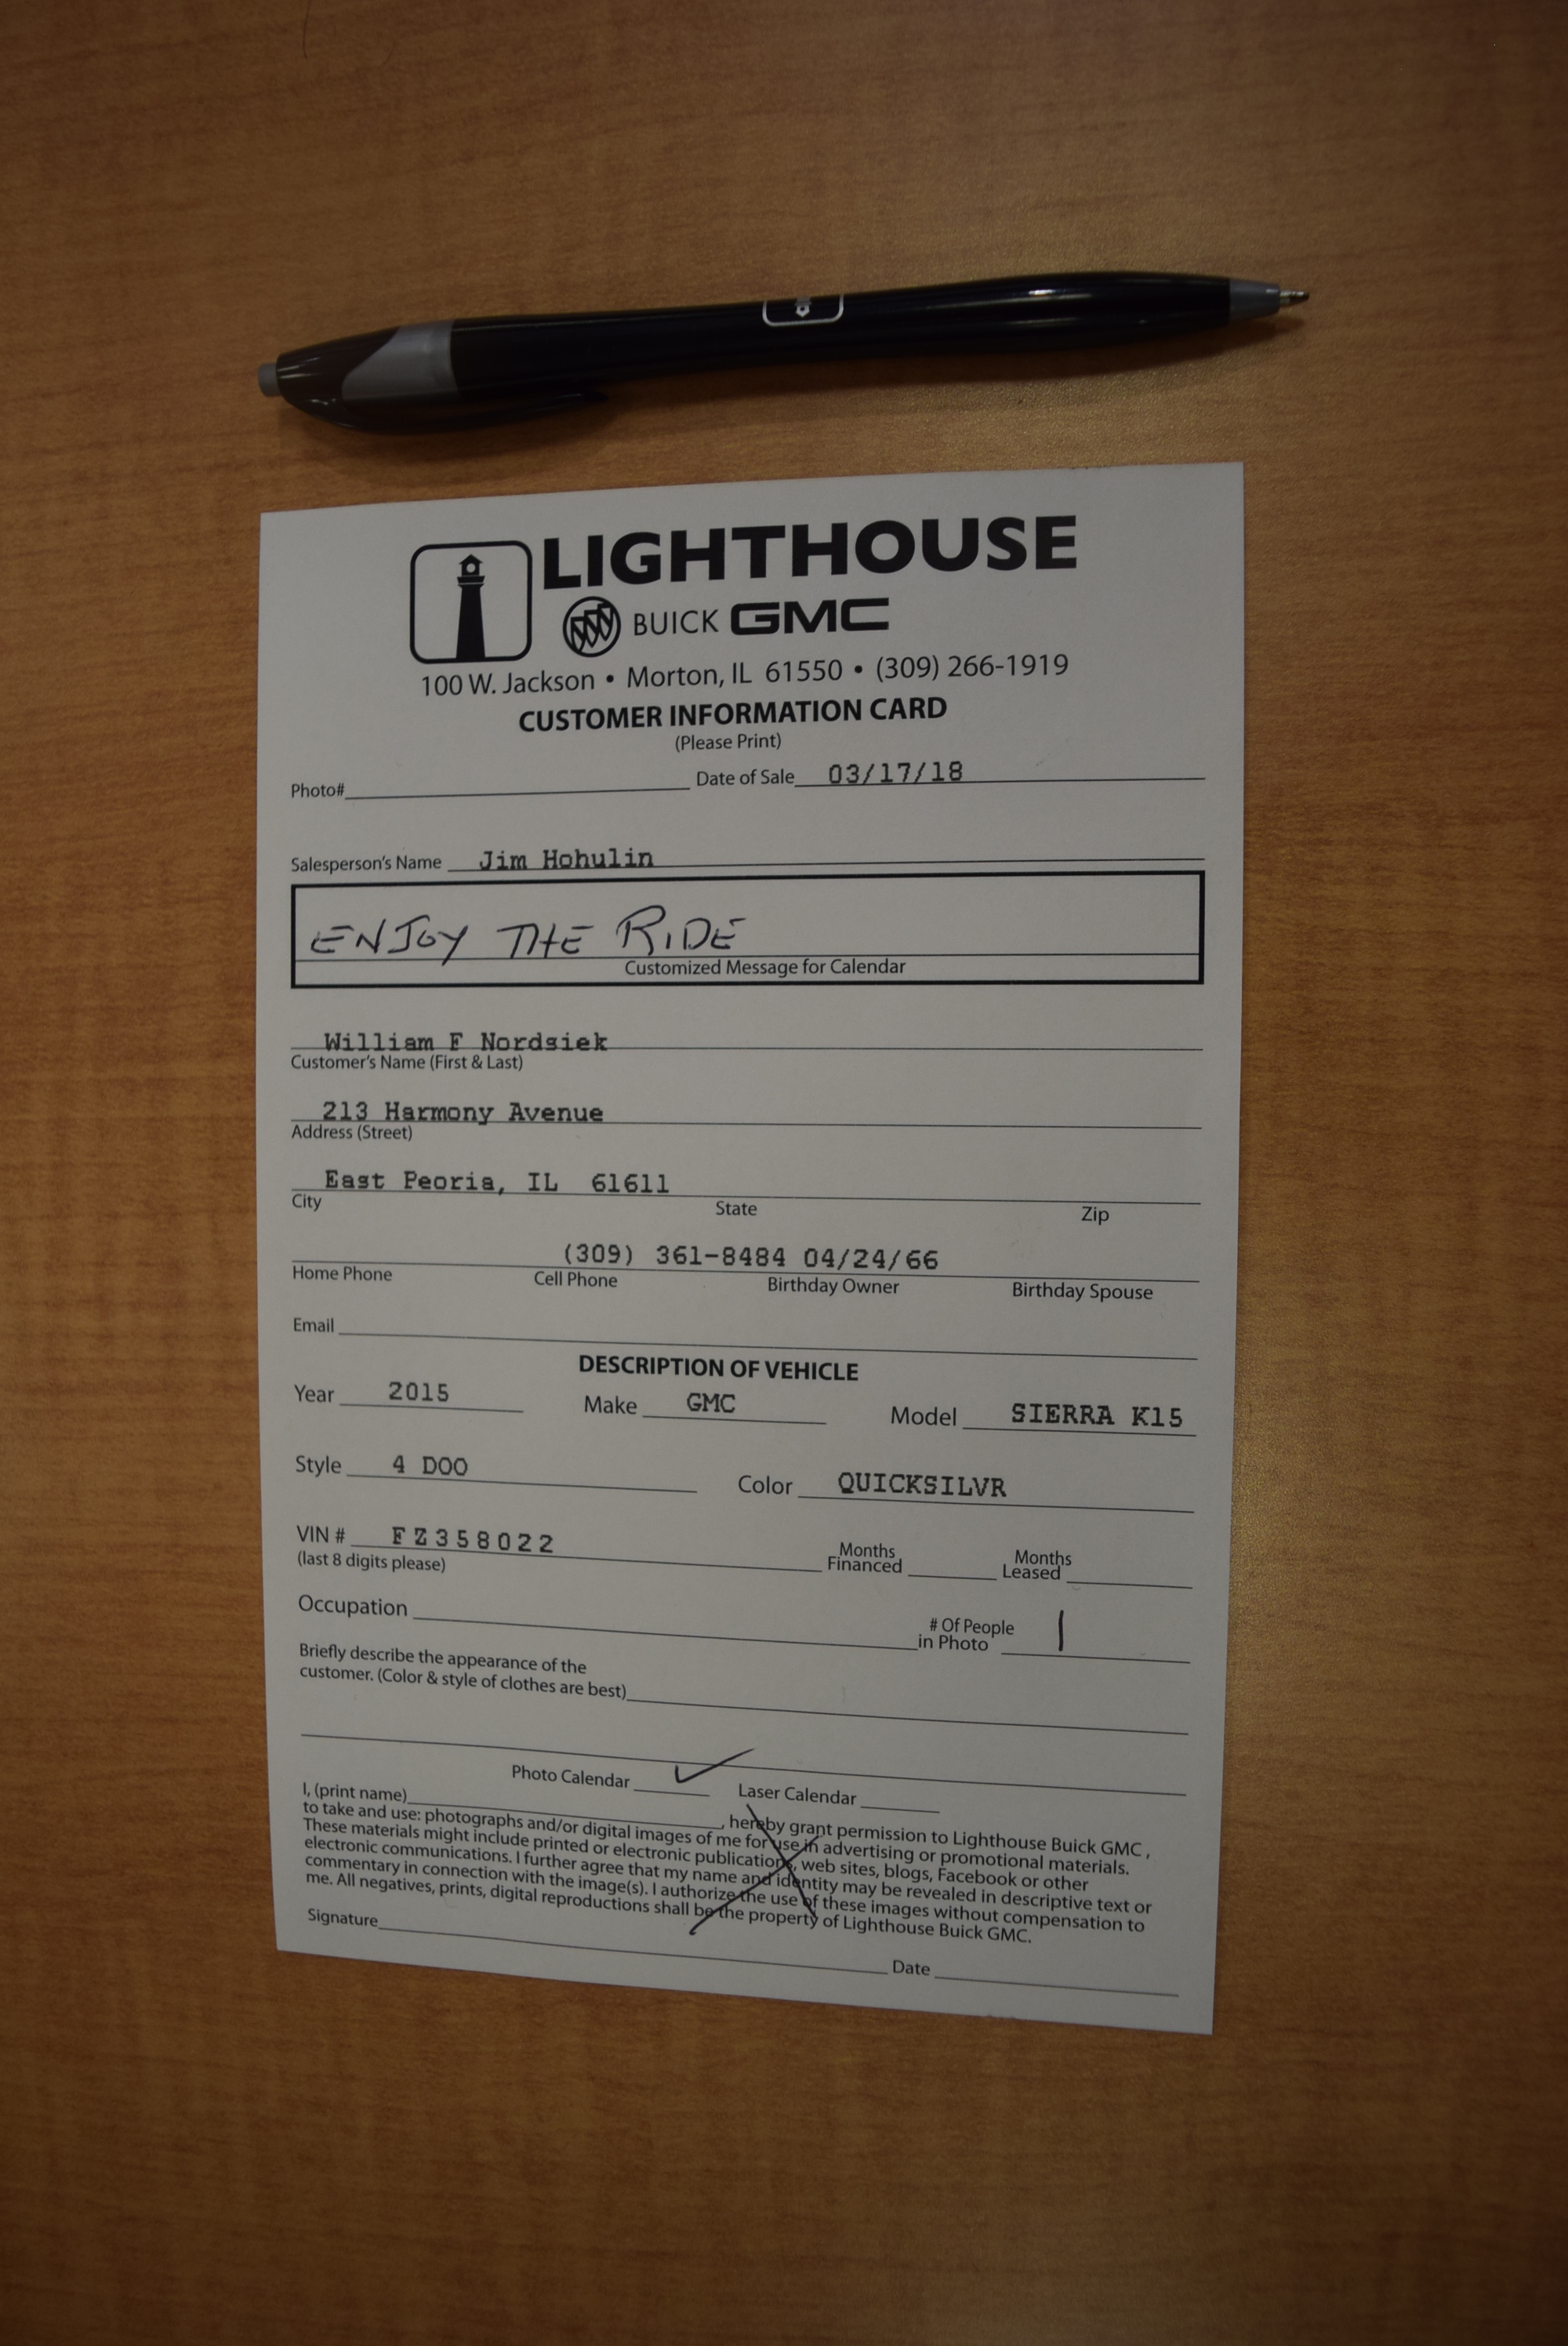 LIGHTHOUSE
BUICK GMC
100 W. Jackson • Morton, IL 61550 • (309) 266-1919
CUSTOMER INFORMATION CARD
(Please Print)
Photo# Date of Sale 03/17/18
Salesperson's Name Jim Hohulin
ENJOY THE RIDE
Customized Message for Calendar
William F Nordsiek
Customer's Name (First & Last)
213 Harmony Avenue
Address (Street)
East Peoria, IL 61611
City State Zip
(309) 361-8484 04/24/66
Home Phone Cell Phone Birthday Owner Birthday Spouse
Email
DESCRIPTION OF VEHICLE
Year 2015 Make GMC Model SIERRA K15
Style 4 DOO Color QUICKSILVR
VIN # FZ358022 Months Financed Months Leased
(last 8 digits please)
Occupation # Of People in Photo 1
Briefly describe the appearance of the
customer. (Color & style of clothes are best)
Photo Calendar ✓ Laser Calendar
I, (print name) , hereby grant permission to Lighthouse Buick GMC ,
to take and use: photographs and/or digital images of me for use in advertising or promotional materials.
These materials might include printed or electronic publications, web sites, blogs, Facebook or other
electronic communications. I further agree that my name and identity may be revealed in descriptive text or
commentary in connection with the image(s). I authorize the use of these images without compensation to
me. All negatives, prints, digital reproductions shall be the property of Lighthouse Buick GMC.
Signature Date